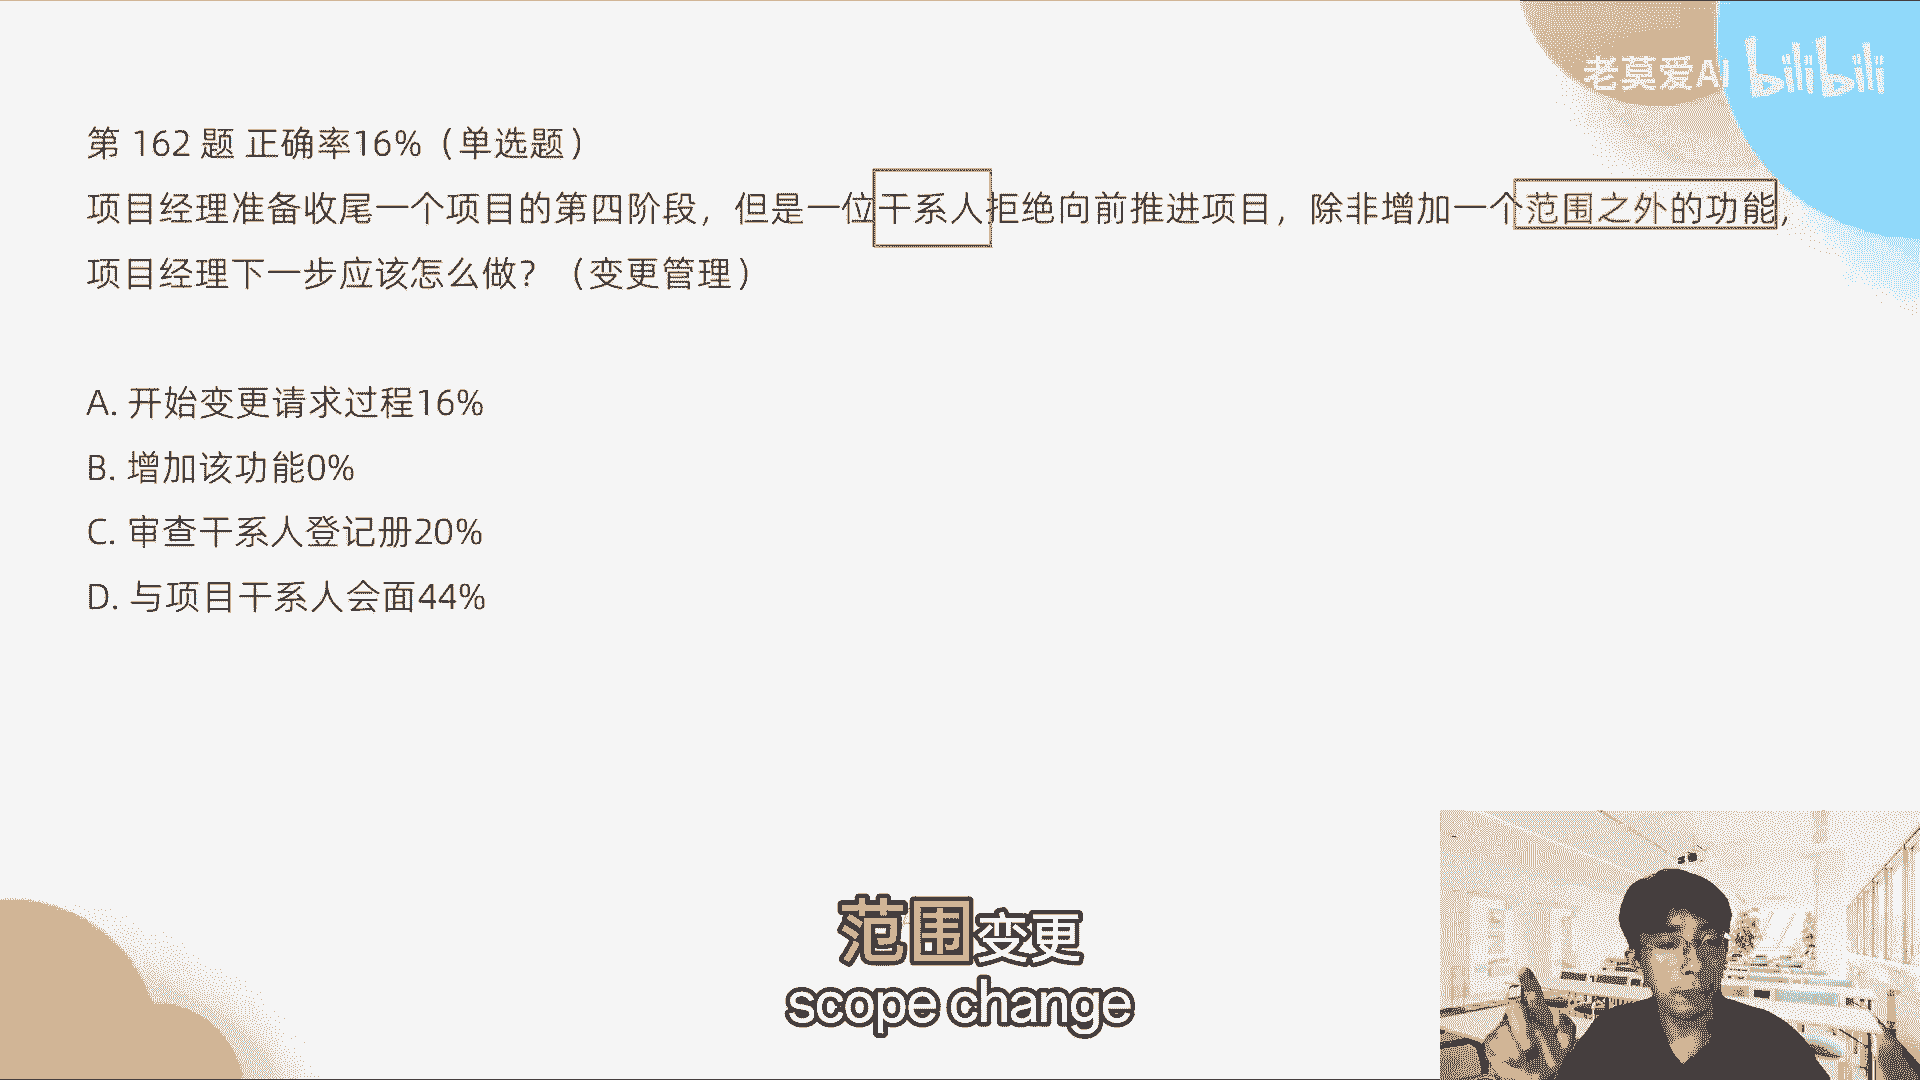 老莫爱AI bilibili
第 162 题 正确率16%（单选题）
项目经理准备收尾一个项目的第四阶段，但是一位干系人拒绝向前推进项目，除非增加一个范围之外的功能，
项目经理下一步应该怎么做？（变更管理）
A. 开始变更请求过程16%
B. 增加该功能0%
C. 审查干系人登记册20%
D. 与项目干系人会面44%
范围变更
scope change